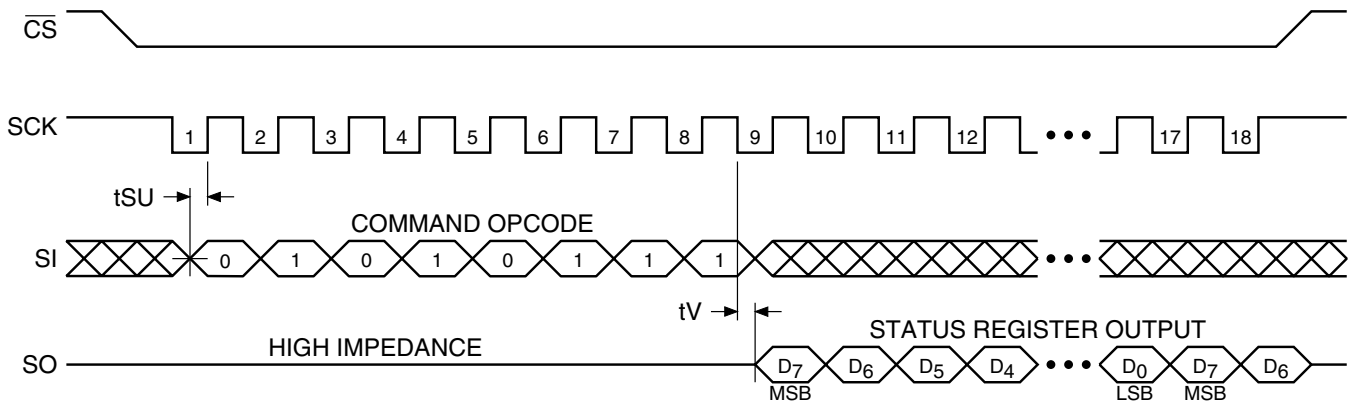 CS
SCK 1 2 3 4 5 6 7 8 9 10 11 12 17 18
tSU
COMMAND OPCODE
SI 0 1 0 1 0 1 1 1
tV
HIGH IMPEDANCE
STATUS REGISTER OUTPUT
SO D7 D6 D5 D4 D0 D7 D6
MSB LSB MSB